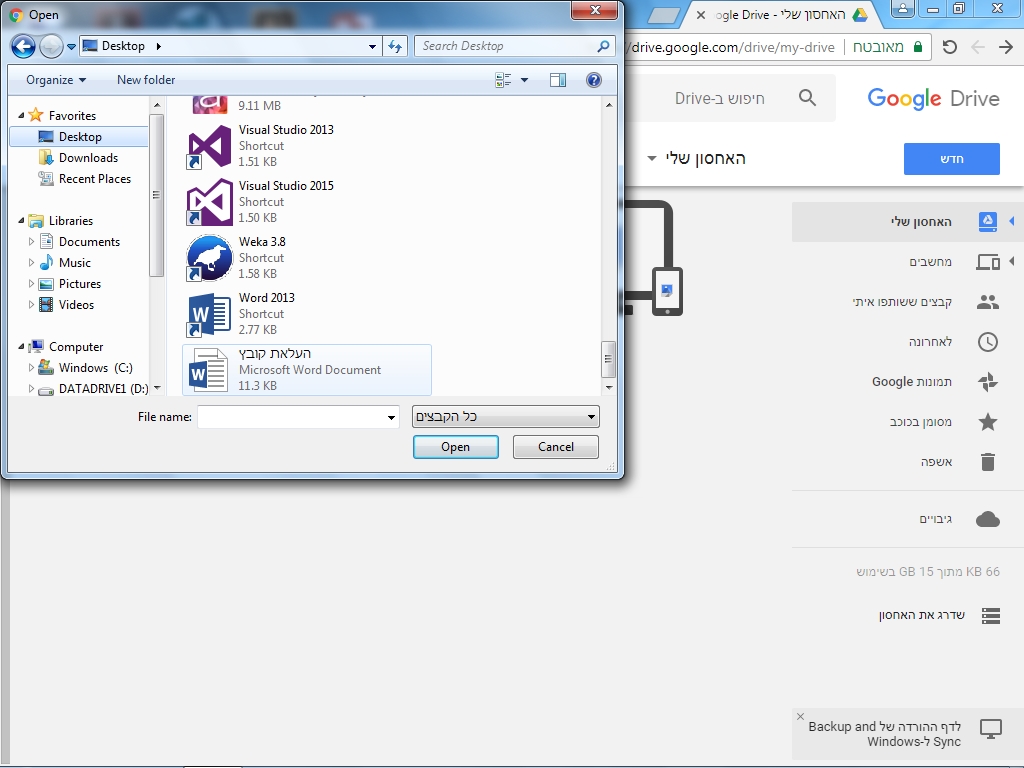 Open
Desktop
Search Desktop
Organize
New folder
Favorites
Desktop
Downloads
Recent Places
Libraries
Documents
Music
Pictures
Videos
Computer
Windows (C:)
DATADRIVE1 (D:)
9.11 MB
Visual Studio 2013
Shortcut
1.51 KB
Visual Studio 2015
Shortcut
1.50 KB
Weka 3.8
Shortcut
1.58 KB
Word 2013
Shortcut
2.77 KB
העלאת קובץ
Microsoft Word Document
11.3 KB
File name:
כל הקבצים
Open
Cancel
האחסון שלי - ogle Drive
מאובטח
/drive.google.com/drive/my-drive
Google Drive
חיפוש ב-Drive
האחסון שלי
חדש
האחסון שלי
מחשבים
קבצים ששותפו איתי
לאחרונה
תמונות Google
מסומן בכוכב
אשפה
גיבויים
66 KB מתוך 15 GB בשימוש
שדרג את האחסון
לדף ההורדה של Backup and
Sync ל-Windows